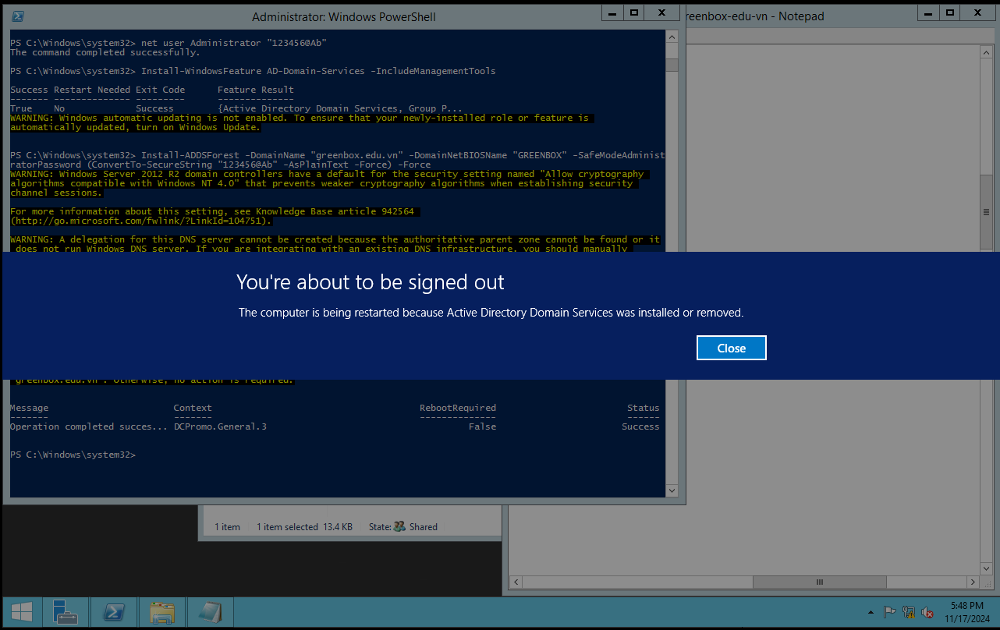 Administrator: Windows PowerShell
reenbox-edu-vn - Notepad
PS C:\Windows\system32> net user Administrator "123456@Ab"
The command completed successfully.
PS C:\Windows\system32> Install-WindowsFeature AD-Domain-Services -IncludeManagementTools
Success Restart Needed Exit Code      Feature Result
------- -------------- ---------      --------------
True    No             Success        {Active Directory Domain Services, Group P...
WARNING: Windows automatic updating is not enabled. To ensure that your newly-installed role or feature is
automatically updated, turn on Windows Update.
PS C:\Windows\system32> Install-ADDSForest -DomainName "greenbox.edu.vn" -DomainNetBIOSName "GREENBOX" -SafeModeAdminist
ratorPassword (ConvertTo-SecureString "123456@Ab" -AsPlainText -Force) -Force
WARNING: Windows Server 2012 R2 domain controllers have a default for the security setting named "Allow cryptography
algorithms compatible with Windows NT 4.0" that prevents weaker cryptography algorithms when establishing security
channel sessions.
For more information about this setting, see Knowledge Base article 942564
(http://go.microsoft.com/fwlink/?LinkId=104751).
WARNING: A delegation for this DNS server cannot be created because the authoritative parent zone cannot be found or it
does not run Windows DNS server. If you are integrating with an existing DNS infrastructure, you should manually
You're about to be signed out
The computer is being restarted because Active Directory Domain Services was installed or removed.
Close
"greenbox.edu.vn". Otherwise, no action is required.
Message                       Context                                      RebootRequired                        Status
-------                       -------                                      --------------                        ------
Operation completed succes... DCPromo.General.3                                     False                       Success
PS C:\Windows\system32>
1 item    1 item selected  13.4 KB    State: Shared
5:48 PM
11/17/2024